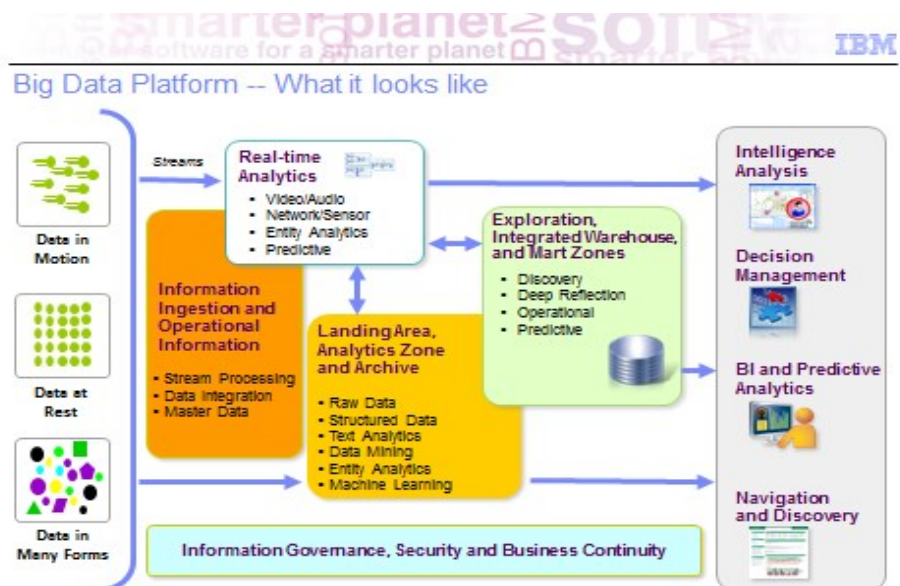 smarter planet
software for a smarter planet
SOft
smarter
IBM
Big Data Platform -- What it looks like
Data in
Motion
Data at
Rest
Data in
Many Forms
Streams
Real-time
Analytics
• Video/Audio
• Network/Sensor
• Entity Analytics
• Predictive
Information
Ingestion and
Operational
Information
• Stream Processing
• Data Integration
• Master Data
Landing Area,
Analytics Zone
and Archive
• Raw Data
• Structured Data
• Text Analytics
• Data Mining
• Entity Analytics
• Machine Learning
Exploration,
Integrated Warehouse,
and Mart Zones
• Discovery
• Deep Reflection
• Operational
• Predictive
Intelligence
Analysis
Decision
Management
BI and Predictive
Analytics
Navigation
and Discovery
Information Governance, Security and Business Continuity